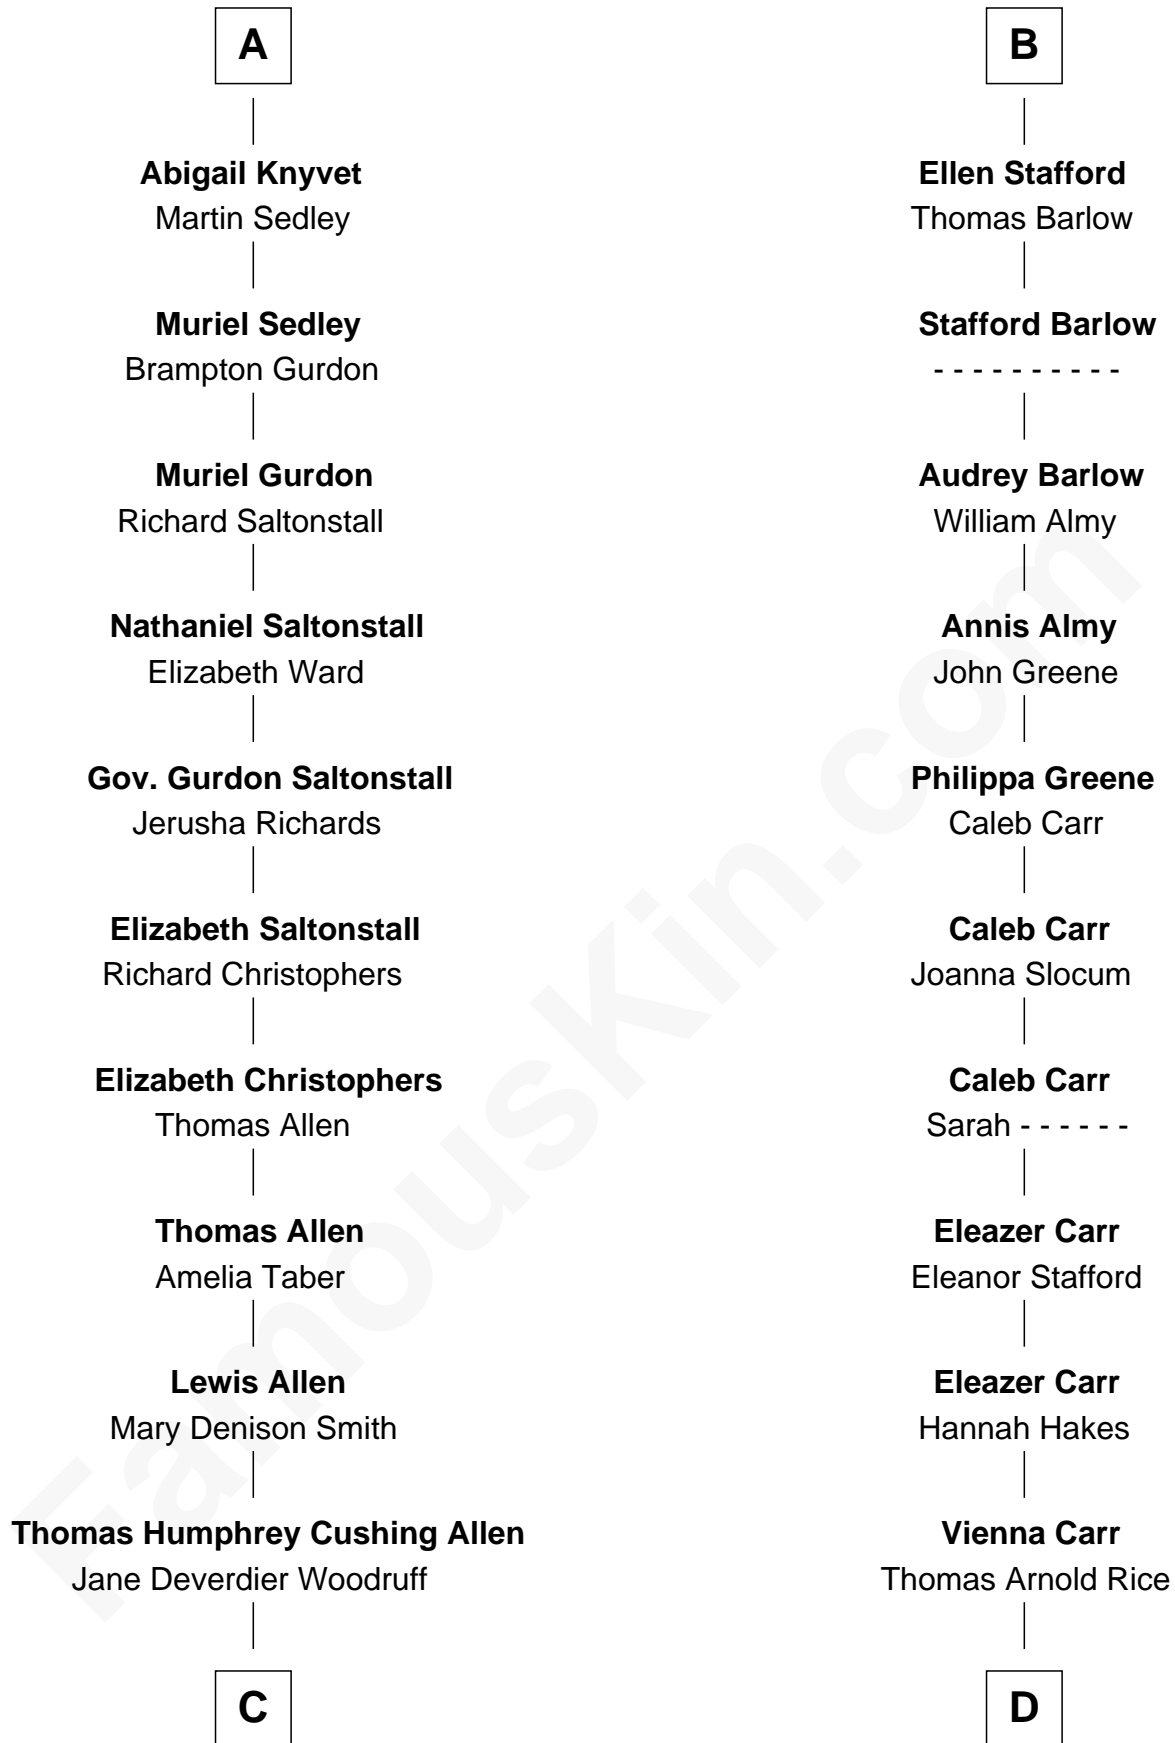 A
Abigail Knyvet
Martin Sedley
Muriel Sedley
Brampton Gurdon
Muriel Gurdon
Richard Saltonstall
Nathaniel Saltonstall
Elizabeth Ward
Gov. Gurdon Saltonstall
Jerusha Richards
Elizabeth Saltonstall
Richard Christophers
Elizabeth Christophers
Thomas Allen
Thomas Allen
Amelia Taber
Lewis Allen
Mary Denison Smith
Thomas Humphrey Cushing Allen
Jane Deverdier Woodruff
C
B
Ellen Stafford
Thomas Barlow
Stafford Barlow
- - - - - - - - - -
Audrey Barlow
William Almy
Annis Almy
John Greene
Philippa Greene
Caleb Carr
Caleb Carr
Joanna Slocum
Caleb Carr
Sarah - - - - - -
Eleazer Carr
Eleanor Stafford
Eleazer Carr
Hannah Hakes
Vienna Carr
Thomas Arnold Rice
D
FamousKin.com